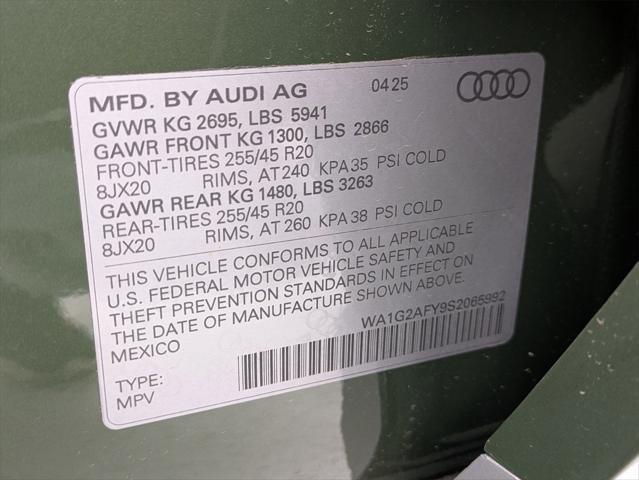 MFD. BY AUDI AG 04 25
GVWR KG 2695, LBS 5941
GAWR FRONT KG 1300, LBS 2866
FRONT-TIRES 255/45 R20
8JX20 RIMS, AT 240 KPA 35 PSI COLD
GAWR REAR KG 1480, LBS 3263
REAR-TIRES 255/45 R20
8JX20 RIMS, AT 260 KPA 38 PSI COLD
THIS VEHICLE CONFORMS TO ALL APPLICABLE
U.S. FEDERAL MOTOR VEHICLE SAFETY AND
THEFT PREVENTION STANDARDS IN EFFECT ON
THE DATE OF MANUFACTURE SHOWN ABOVE.
MEXICO WA1G2AFY9S2065992
TYPE:
MPV